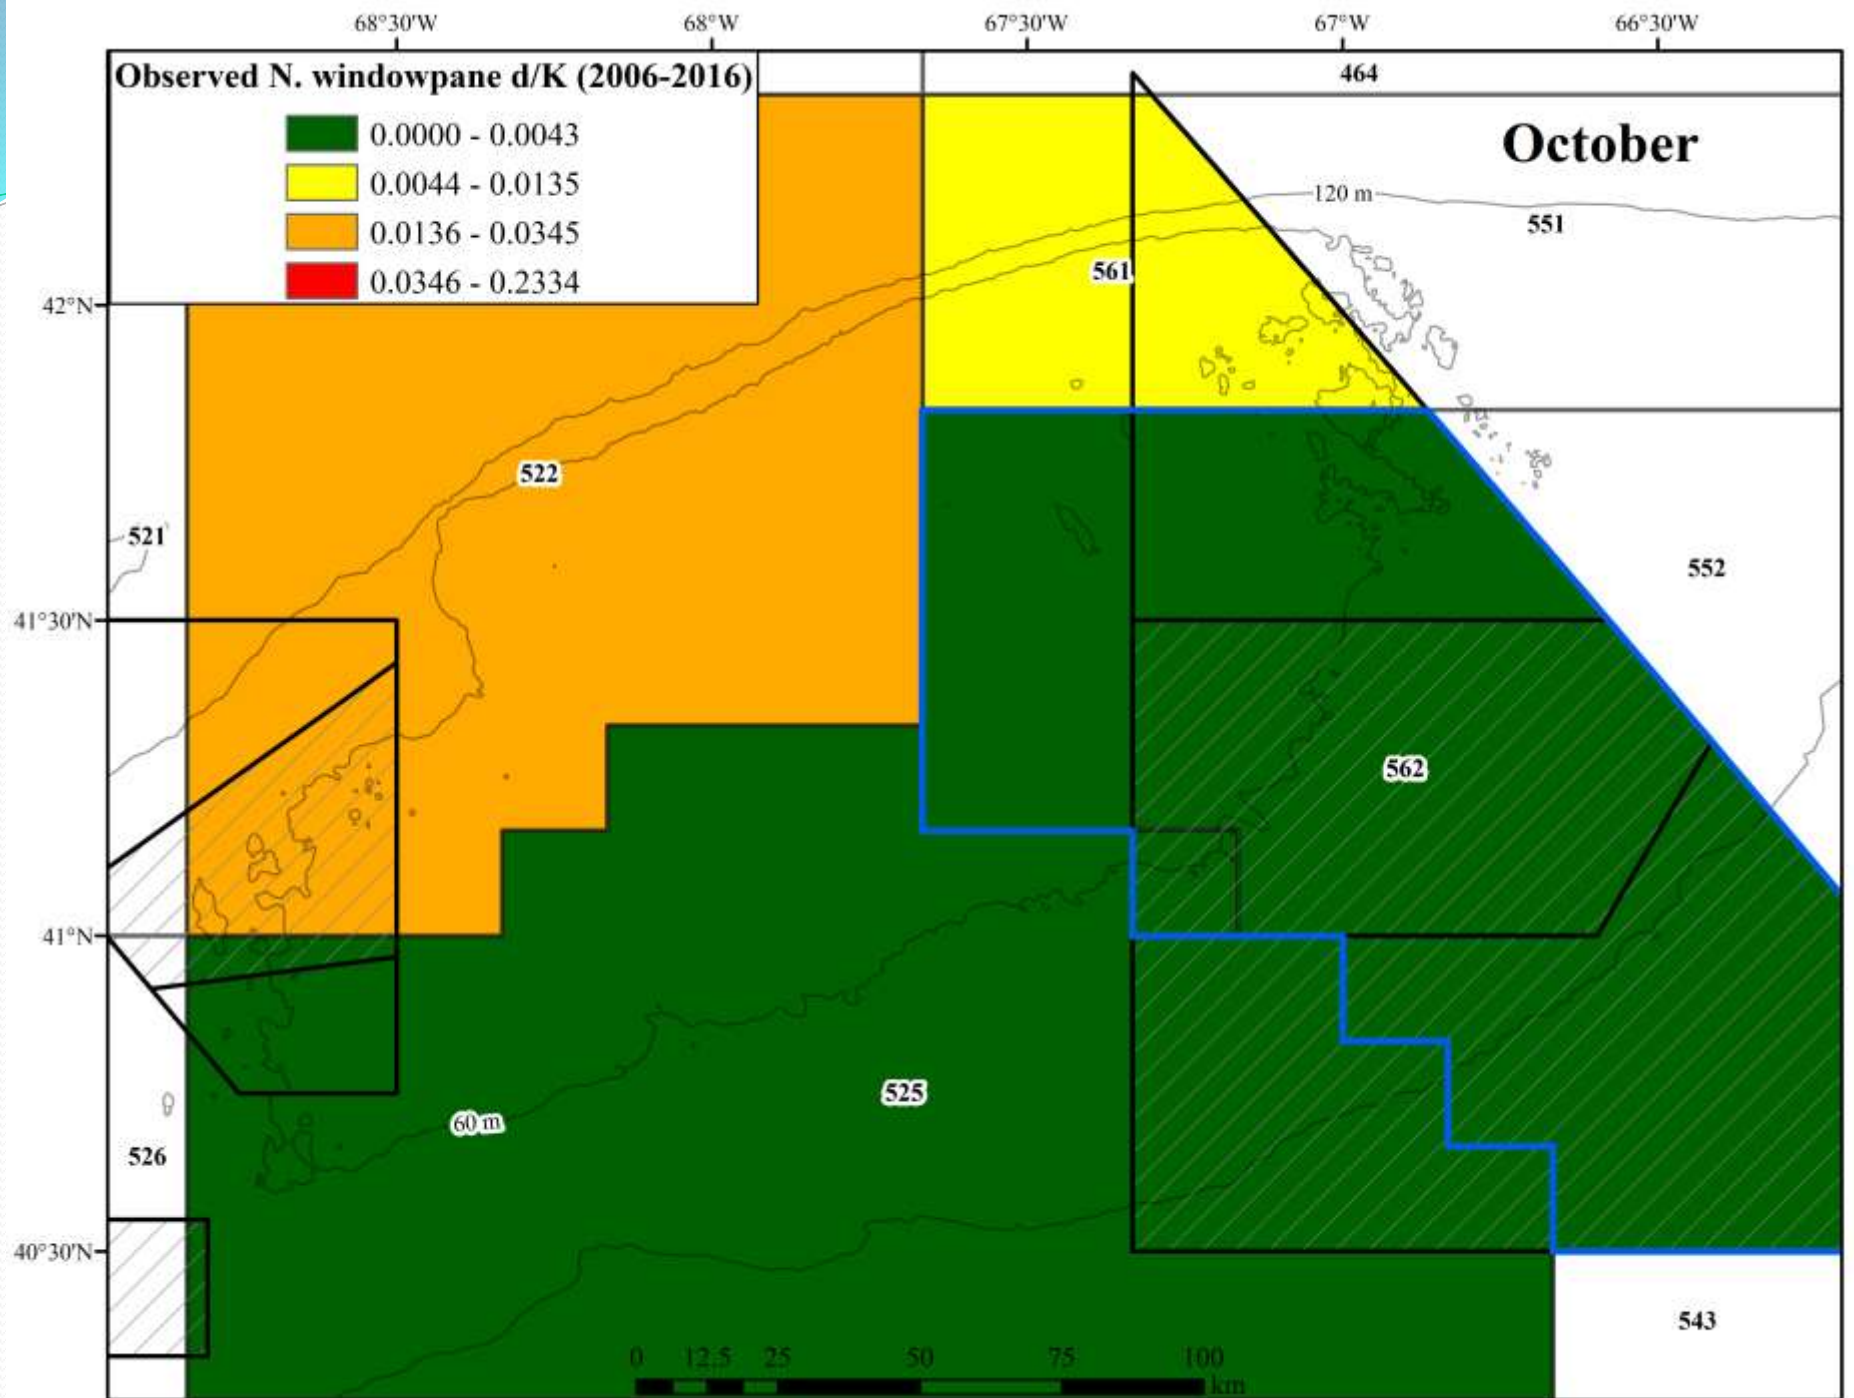 68°30'W 68°W 67°30'W 67°W 66°30'W
Observed N. windowpane d/K (2006-2016)
0.0000 - 0.0043
0.0044 - 0.0135
0.0136 - 0.0345
0.0346 - 0.2334
464
October
120 m
551
561
42°N
522
521
552
41°30'N
562
41°N
525
60 m
526
40°30'N
543
0 12.5 25 50 75 100
km